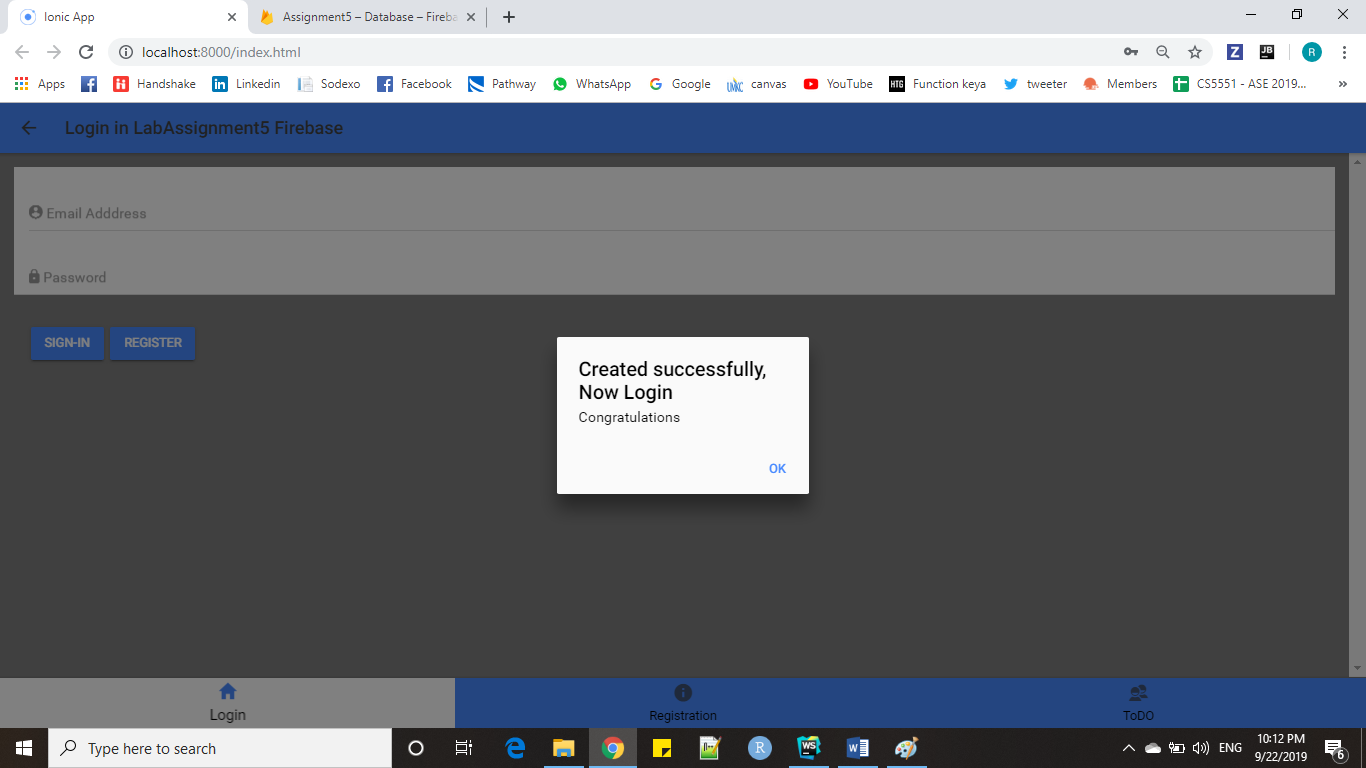 Ionic App
Assignment5 – Database – Fireba
localhost:8000/index.html
Z
JB
R
Apps
Handshake
Linkedin
Sodexo
Facebook
Pathway
WhatsApp
Google
UMKC
canvas
YouTube
HTG
Function keya
tweeter
Members
CS5551 - ASE 2019...
»
Login in LabAssignment5 Firebase
Email Adddress
Password
SIGN-IN
REGISTER
Created successfully,
Now Login
Congratulations
OK
Login
Registration
ToDO
Type here to search
R
WS
W
ENG
10:12 PM
9/22/2019
6